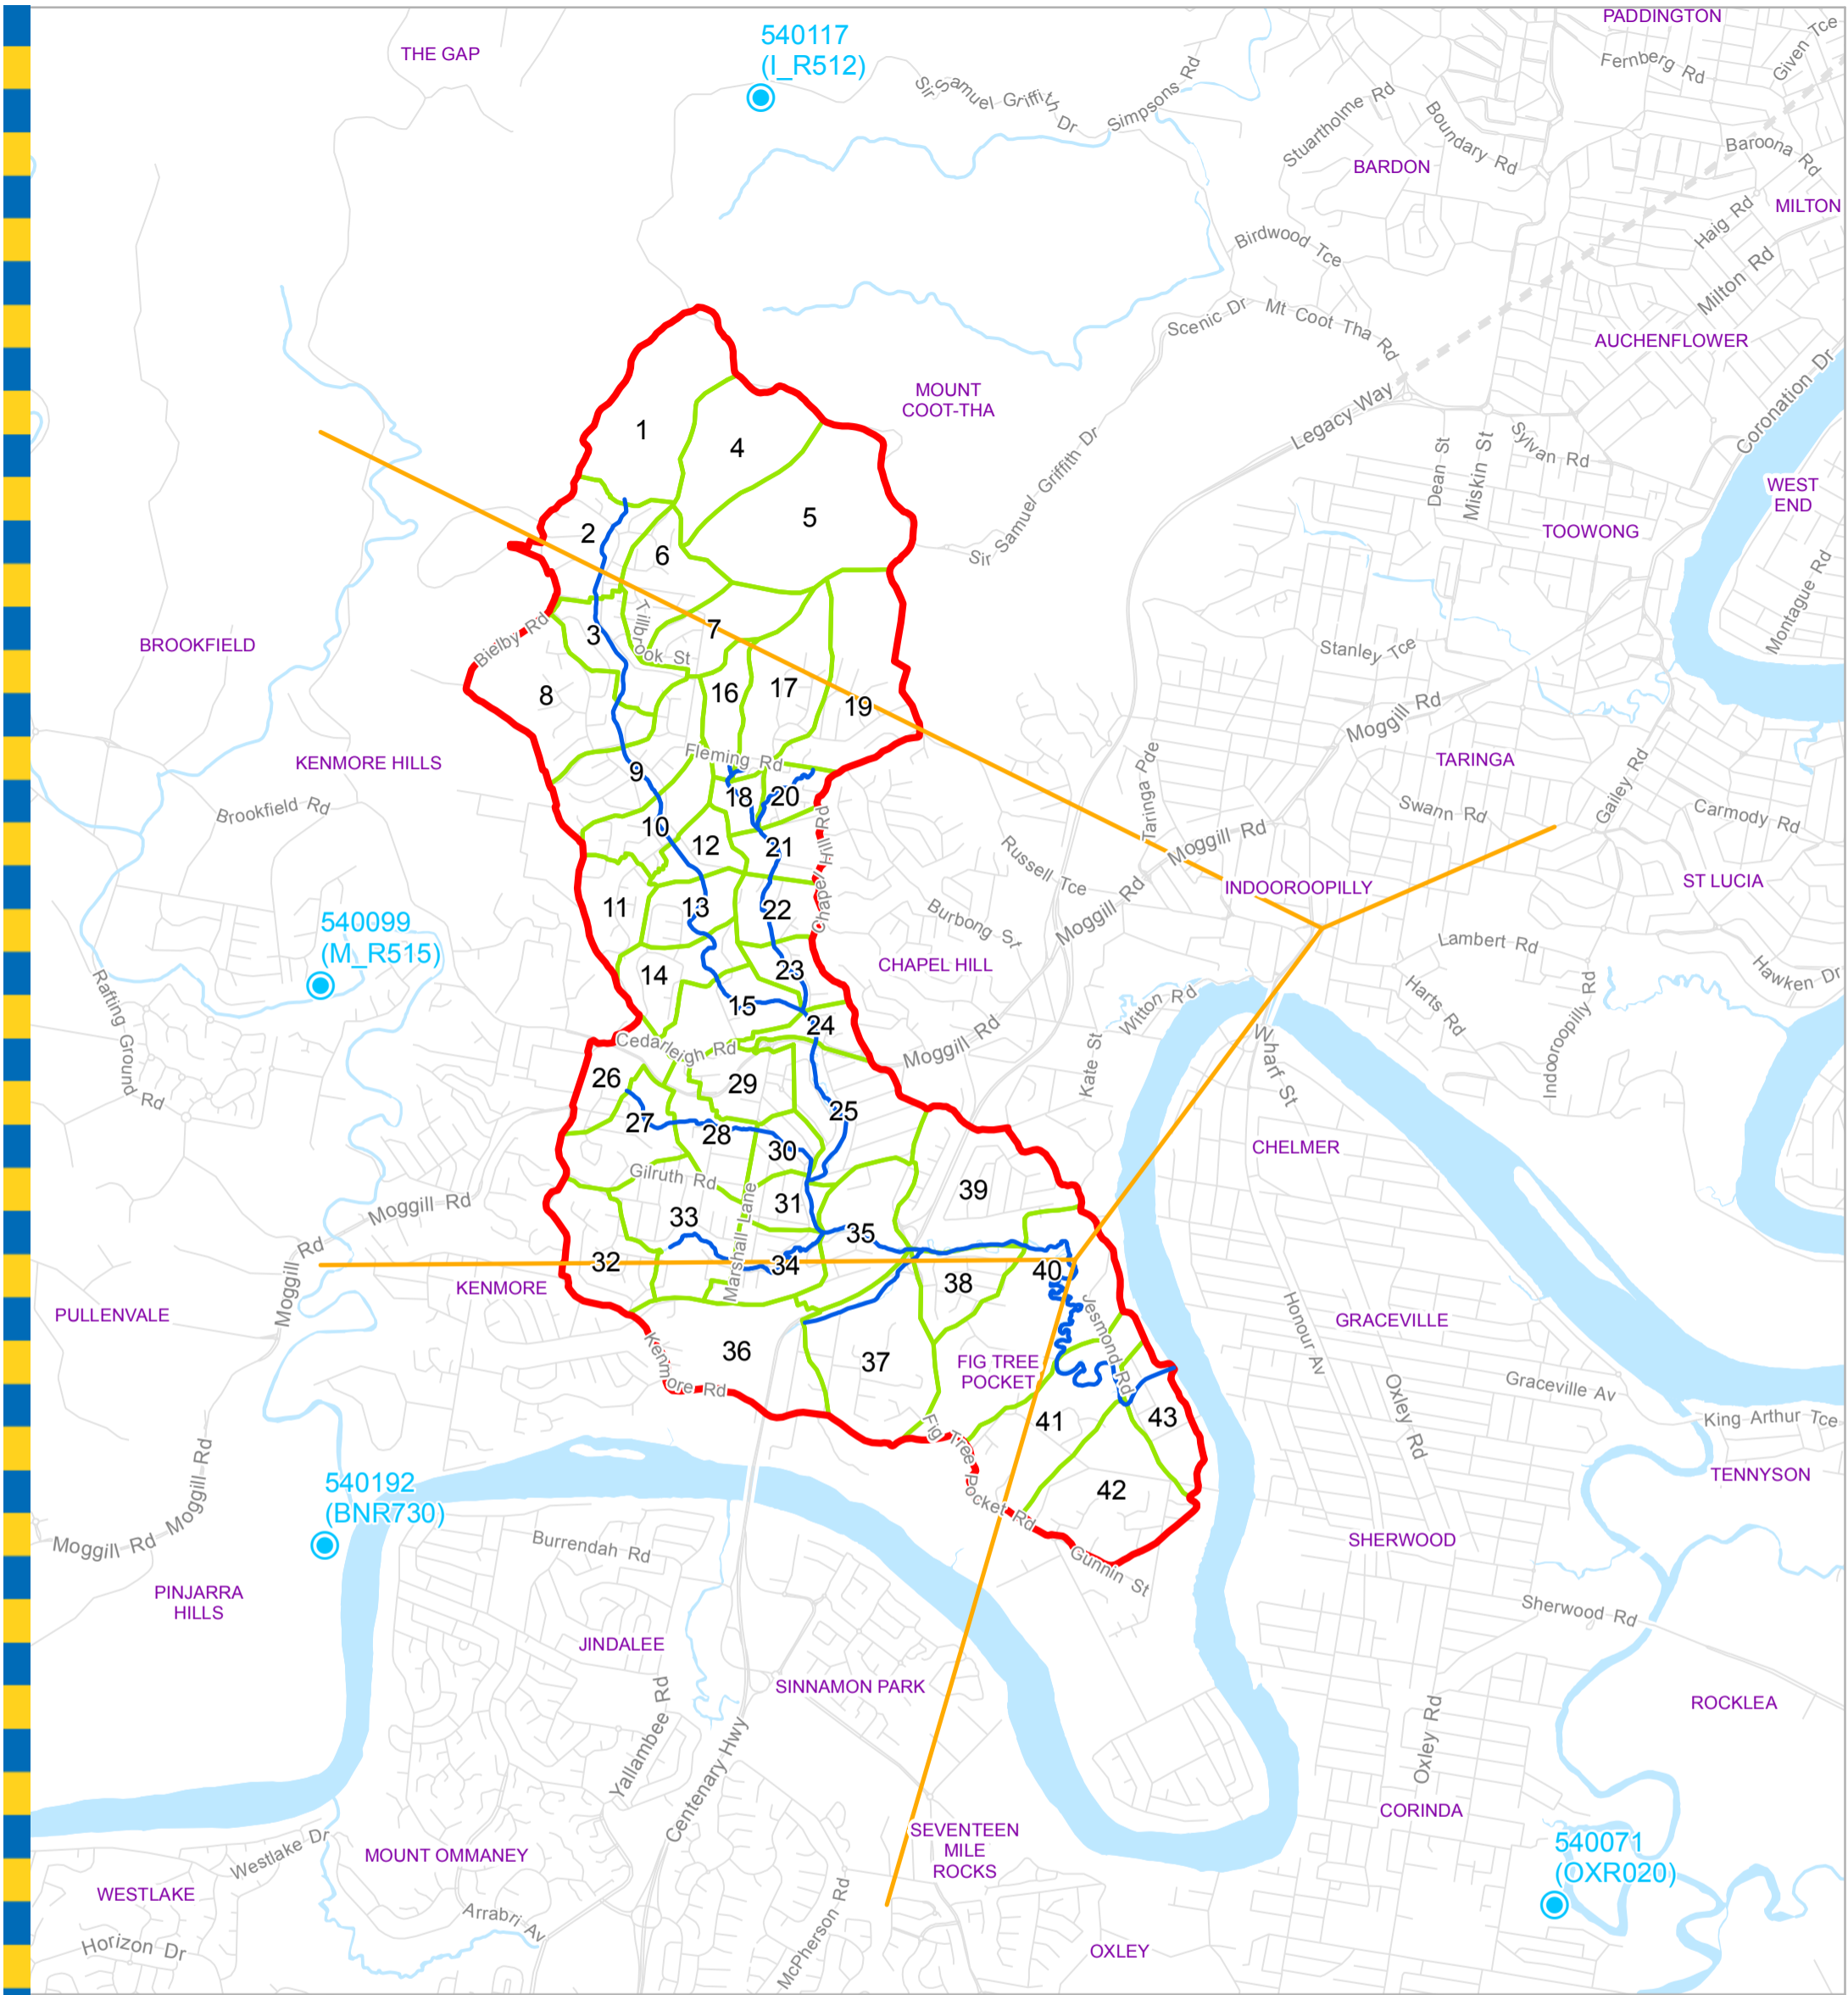 PADDINGTON
THE GAP
540117
(I_R512)
Given Tce
Fernberg Rd
Sir Samuel Griffith Dr
Simpsons Rd
Stuartholme Rd
Boundary Rd
Baroona Rd
BARDON
MILTON
Haig Rd
Birdwood Tce
Milton Rd
Scenic Dr
Mt Coot Tha Rd
AUCHENFLOWER
Coronation Dr
MOUNT
COOT-THA
Legacy Way
1
4
Sir Samuel Griffith Dr
Dean St
Miskin St
Sylvan Rd
WEST
END
5
2
6
TOOWONG
Montague Rd
Bielby Rd
3
Tillbrook St
7
BROOKFIELD
Stanley Tce
8
16
17
19
Moggill Rd
KENMORE HILLS
Fleming Rd
Taringa Pde
TARINGA
Gailey Rd
9
18
20
Brookfield Rd
Swann Rd
Carmody Rd
10
12
21
Chapel Hill Rd
Moggill Rd
Russell Tce
INDOOROOPILLY
ST LUCIA
11
13
22
540099
(M_R515)
Burbong St
Moggill Rd
Lambert Rd
CHAPEL HILL
14
23
Hawken Dr
Rafting Ground Rd
15
24
Witton Rd
Harts Rd
Indooroopilly Rd
Cedarleigh Rd
Moggill Rd
Kate St
Wharf St
26
29
27
28
25
30
CHELMER
Gilruth Rd
Moggill Rd
33
Marshall Lane
31
39
35
Moggill Rd
32
34
40
38
KENMORE
PULLENVALE
Jesmond Rd
Honour Av
GRACEVILLE
Kenmore Rd
36
37
FIG TREE
POCKET
Oxley Rd
Graceville Av
King Arthur Tce
41
43
Fig Tree Pocket Rd
540192
(BNR730)
Moggill Rd
42
TENNYSON
Moggill Rd
Burrendah Rd
Gunnin St
SHERWOOD
PINJARRA
HILLS
Sherwood Rd
JINDALEE
SINNAMON PARK
ROCKLEA
Yallambee Rd
Centenary Hwy
Oxley Rd
CORINDA
SEVENTEEN
MILE
ROCKS
540071
(OXR020)
Westlake Dr
MOUNT OMMANEY
WESTLAKE
McPherson Rd
Arrabri Av
Horizon Dr
OXLEY